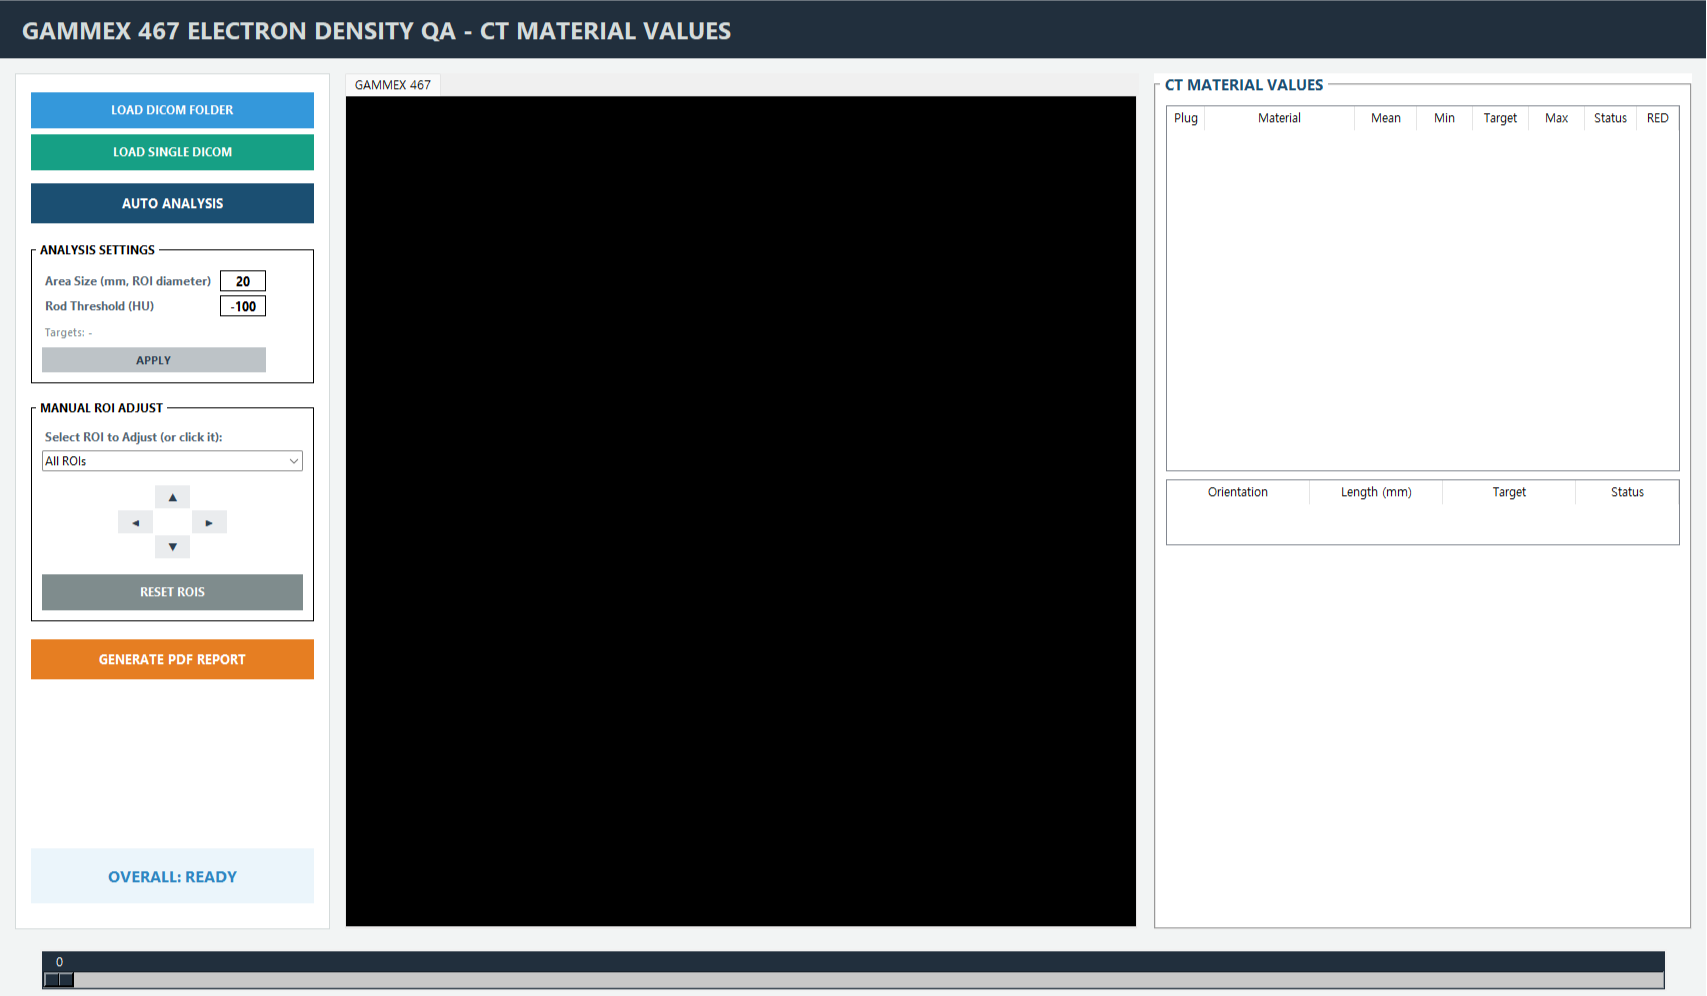 GAMMEX 467 ELECTRON DENSITY QA - CT MATERIAL VALUES
LOAD DICOM FOLDER
LOAD SINGLE DICOM
AUTO ANALYSIS
ANALYSIS SETTINGS
Area Size (mm, ROI diameter) 20
Rod Threshold (HU) -100
Targets: -
APPLY
MANUAL ROI ADJUST
Select ROI to Adjust (or click it):
All ROIs
RESET ROIS
GENERATE PDF REPORT
OVERALL: READY
GAMMEX 467
CT MATERIAL VALUES
Plug Material Mean Min Target Max Status RED
Orientation Length (mm) Target Status
0